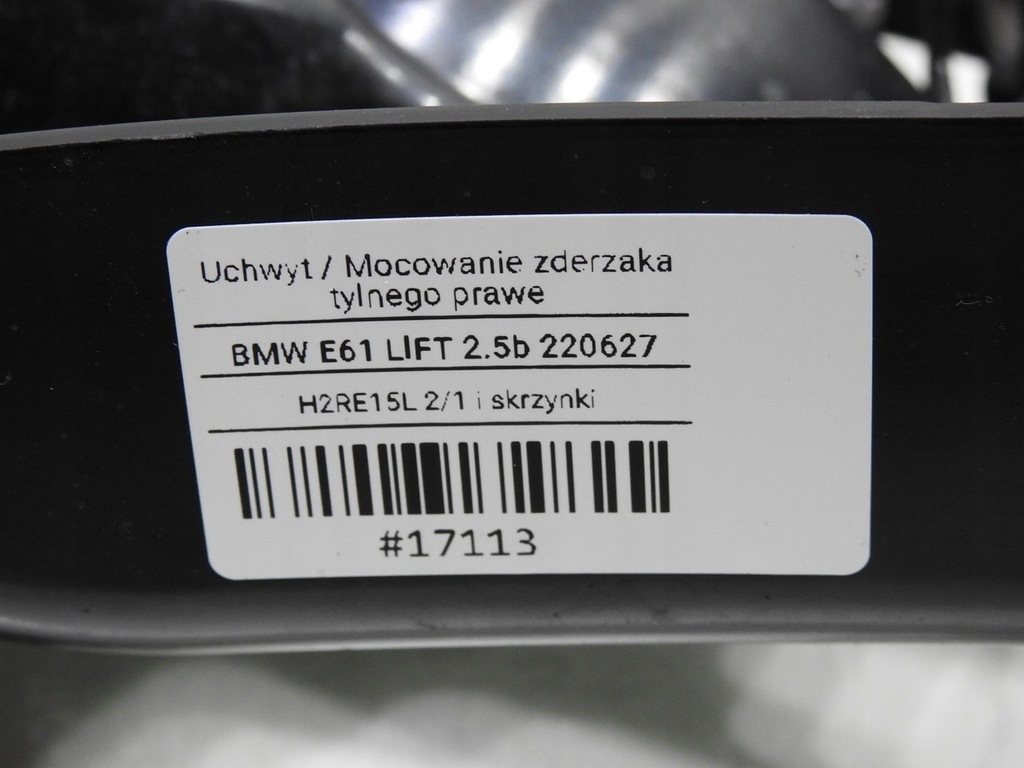 Uchwyt / Mocowanie zderzaka
tylnego prawe
BMW E61 LIFT 2.5b 220627
H2RE15L 2/1 i skrzynki
#17113